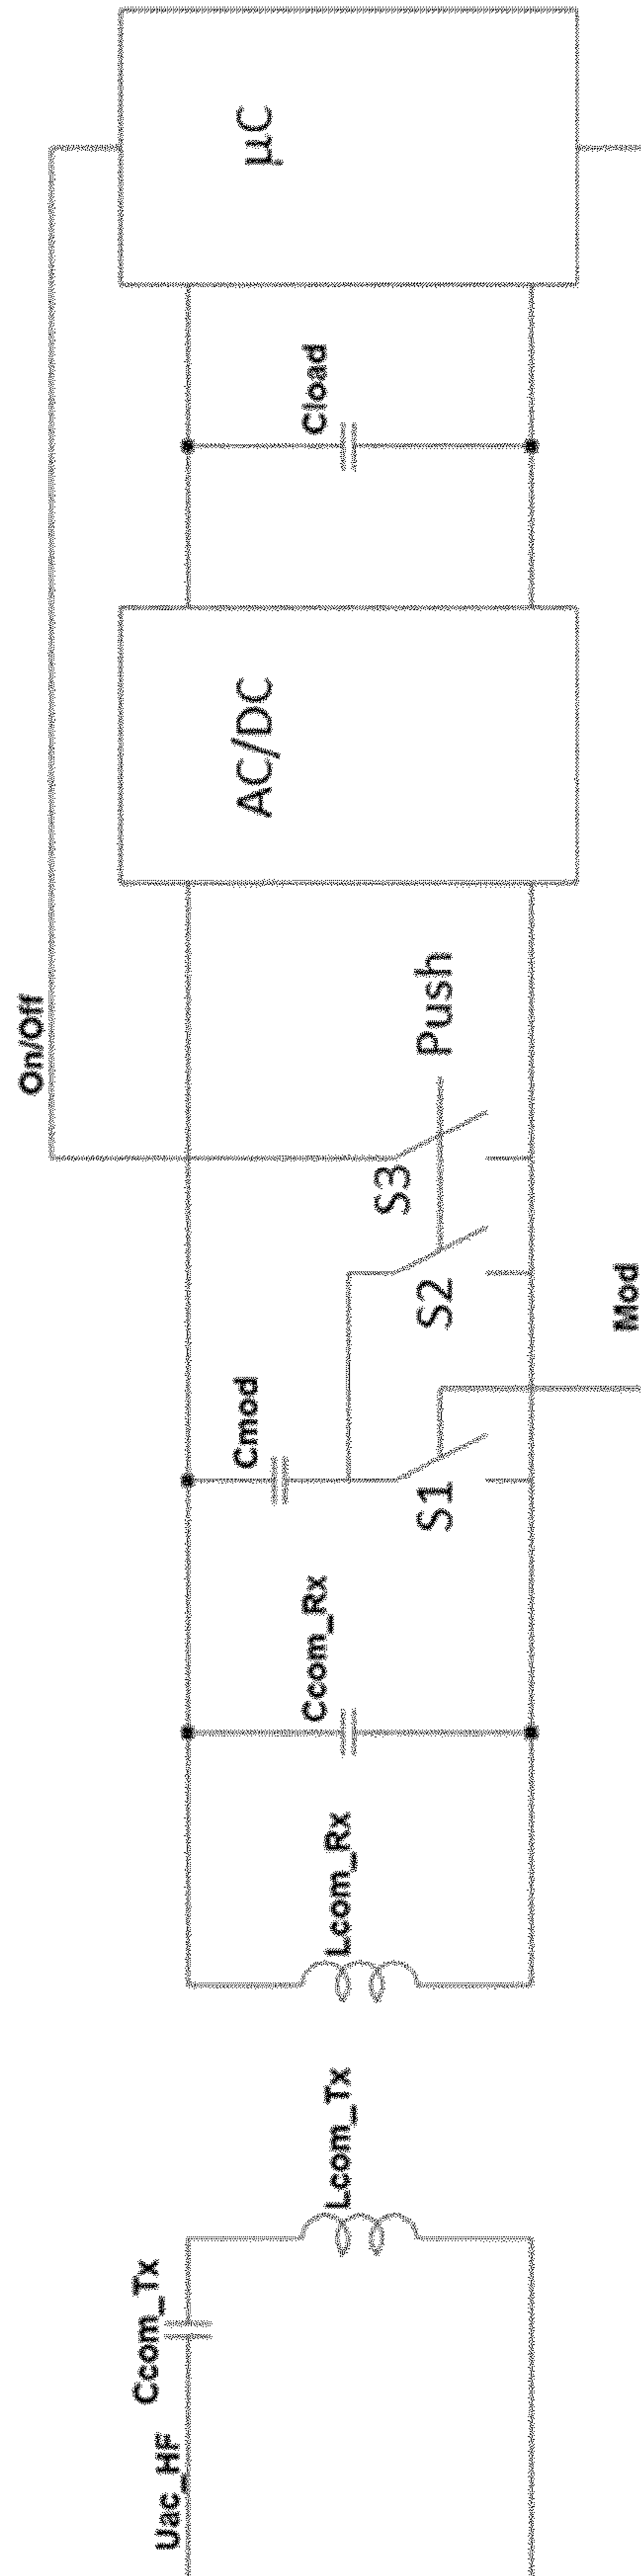 Uac_HF
Ccom_Tx
Lcom_Tx
Lcom_Rx
Ccom_Rx
Cmod
S1
S2
S3
Push
Mod
On/Off
AC/DC
Cload
µC